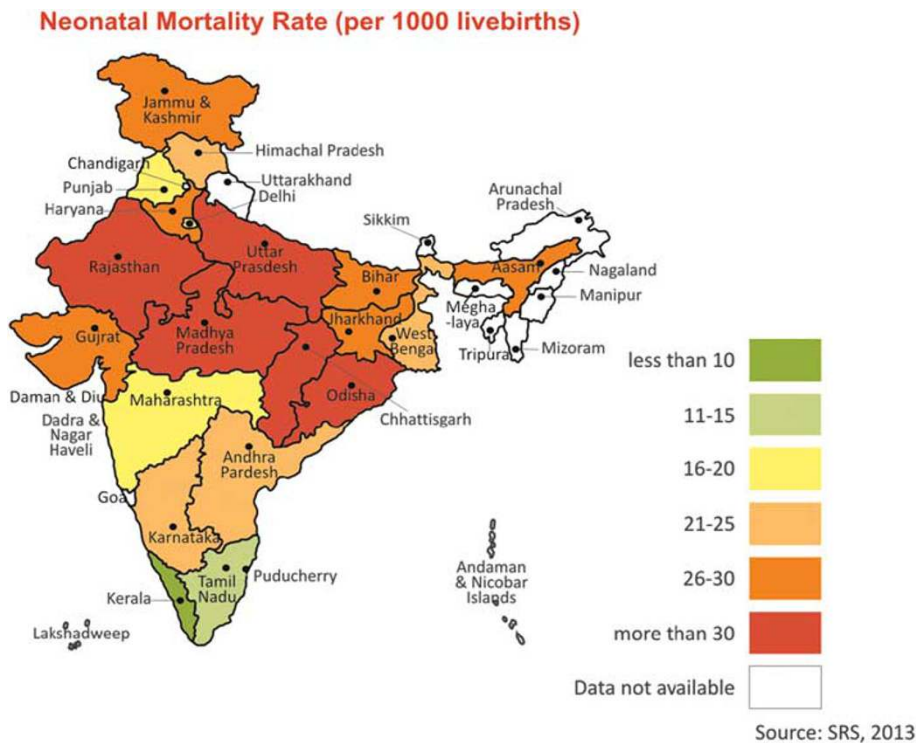 Neonatal Mortality Rate (per 1000 livebirths)
Jammu &
Kashmir
Himachal Pradesh
Chandigarh
Punjab
Uttarakhand
Delhi
Haryana
Arunachal
Pradesh
Sikkim
Rajasthan
Uttar
Prasdesh
Bihar
Aasam
Nagaland
Manipur
Megha
-laya
Tripura
Mizoram
Gujrat
Madhya
Pradesh
Jharkhand
West
Bengal
Daman & Diu
Dadra &
Nagar
Haveli
Maharashtra
Odisha
Chhattisgarh
Andhra
Pardesh
Goa
Karnataka
Tamil
Nadu
Puducherry
Kerala
Lakshadweep
Andaman
& Nicobar
Islands
less than 10
11-15
16-20
21-25
26-30
more than 30
Data not available
Source: SRS, 2013